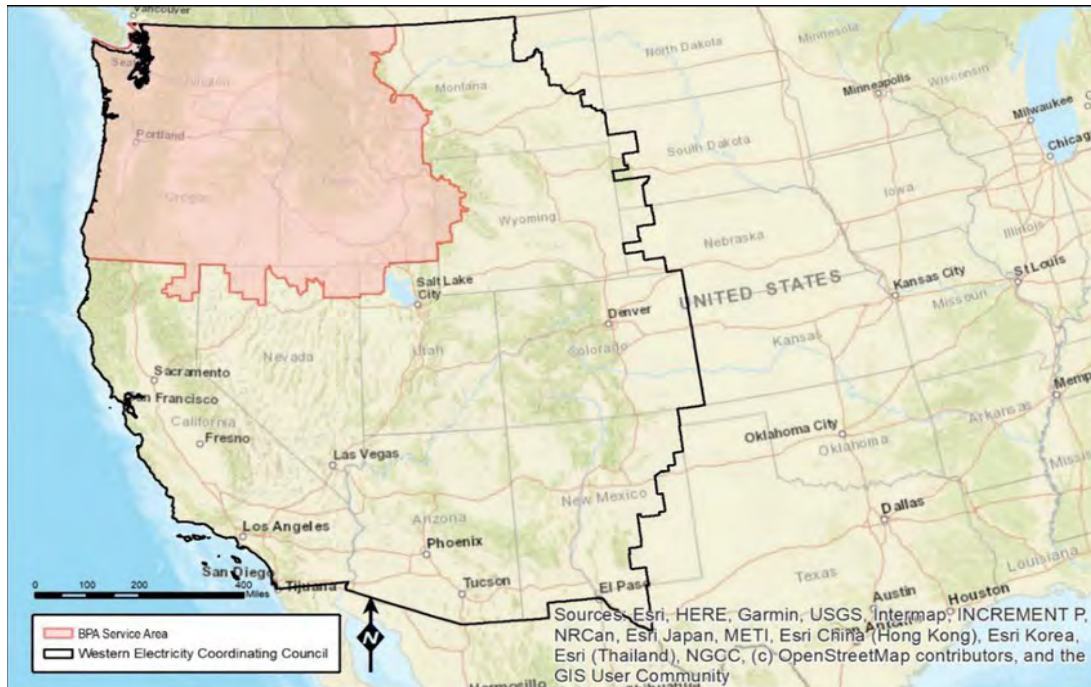 Vancouver
North Dakota
Minnesota
Montana
Minneapolis
Wisconsin
Portland
South Dakota
Milwaukee
Chicag
Wyoming
Iowa
Nebraska
Illinois
Salt Lake
City
UNITED STATES
Kansas City
St Louis
Missouri
Denver
Nevada
Utah
Colorado
Kansas
Sacramento
San Francisco
Memp
California
Fresno
Oklahoma City
Oklahoma
Arkansas
Las Vegas
Missi
New Mexico
Los Angeles
Arizona
Phoenix
Dallas
Louisiana
San Diego
Tijuana
Tucson
El Paso
Texas
Austin
Houston
0 100 200 400
Miles
N
BPA Service Area
Western Electricity Coordinating Council
Sources: Esri, HERE, Garmin, USGS, Intermap, INCREMENT P,
NRCan, Esri Japan, METI, Esri China (Hong Kong), Esri Korea,
Esri (Thailand), NGCC, (c) OpenStreetMap contributors, and the
GIS User Community